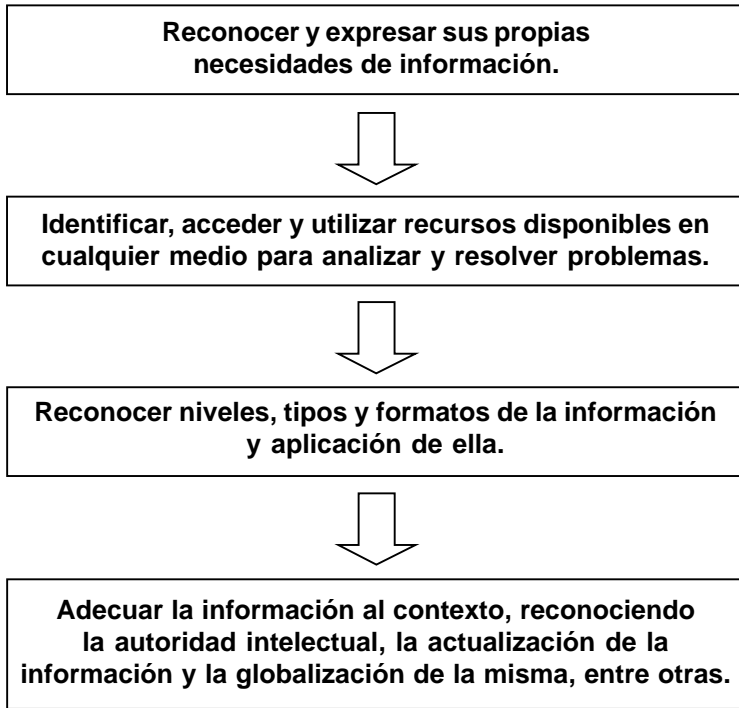 Reconocer y expresar sus propias
necesidades de información.
Identificar, acceder y utilizar recursos disponibles en
cualquier medio para analizar y resolver problemas.
Reconocer niveles, tipos y formatos de la información
y aplicación de ella.
Adecuar la información al contexto, reconociendo
la autoridad intelectual, la actualización de la
información y la globalización de la misma, entre otras.